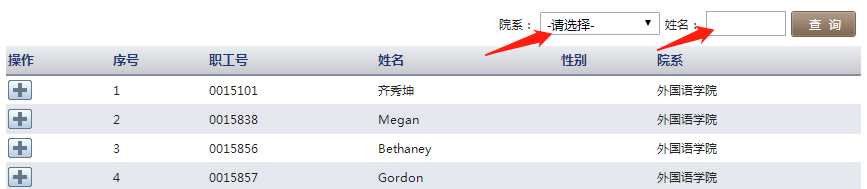 院系： -请选择- 姓名： 查 询
操作 序号 职工号 姓名 性别 院系
1 0015101 齐秀坤 外国语学院
2 0015838 Megan 外国语学院
3 0015856 Bethaney 外国语学院
4 0015857 Gordon 外国语学院